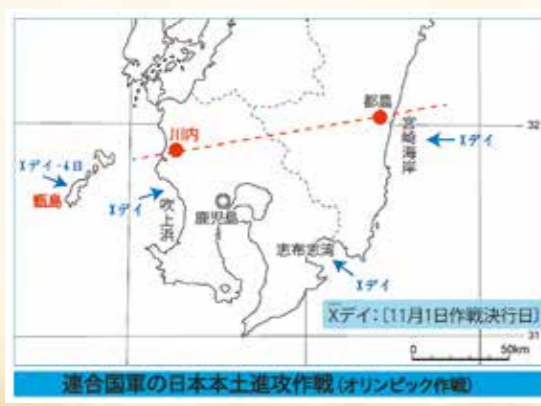 都農
32
川内
宮崎海岸
Xデイ
Xデイ-4日
甑島
Xデイ
吹上浜
鹿児島
志布志湾
Xデイ
Xデイ:〔11月1日作戦決行日〕
31
0 50km
連合国軍の日本本土進攻作戦(オリンピック作戦)